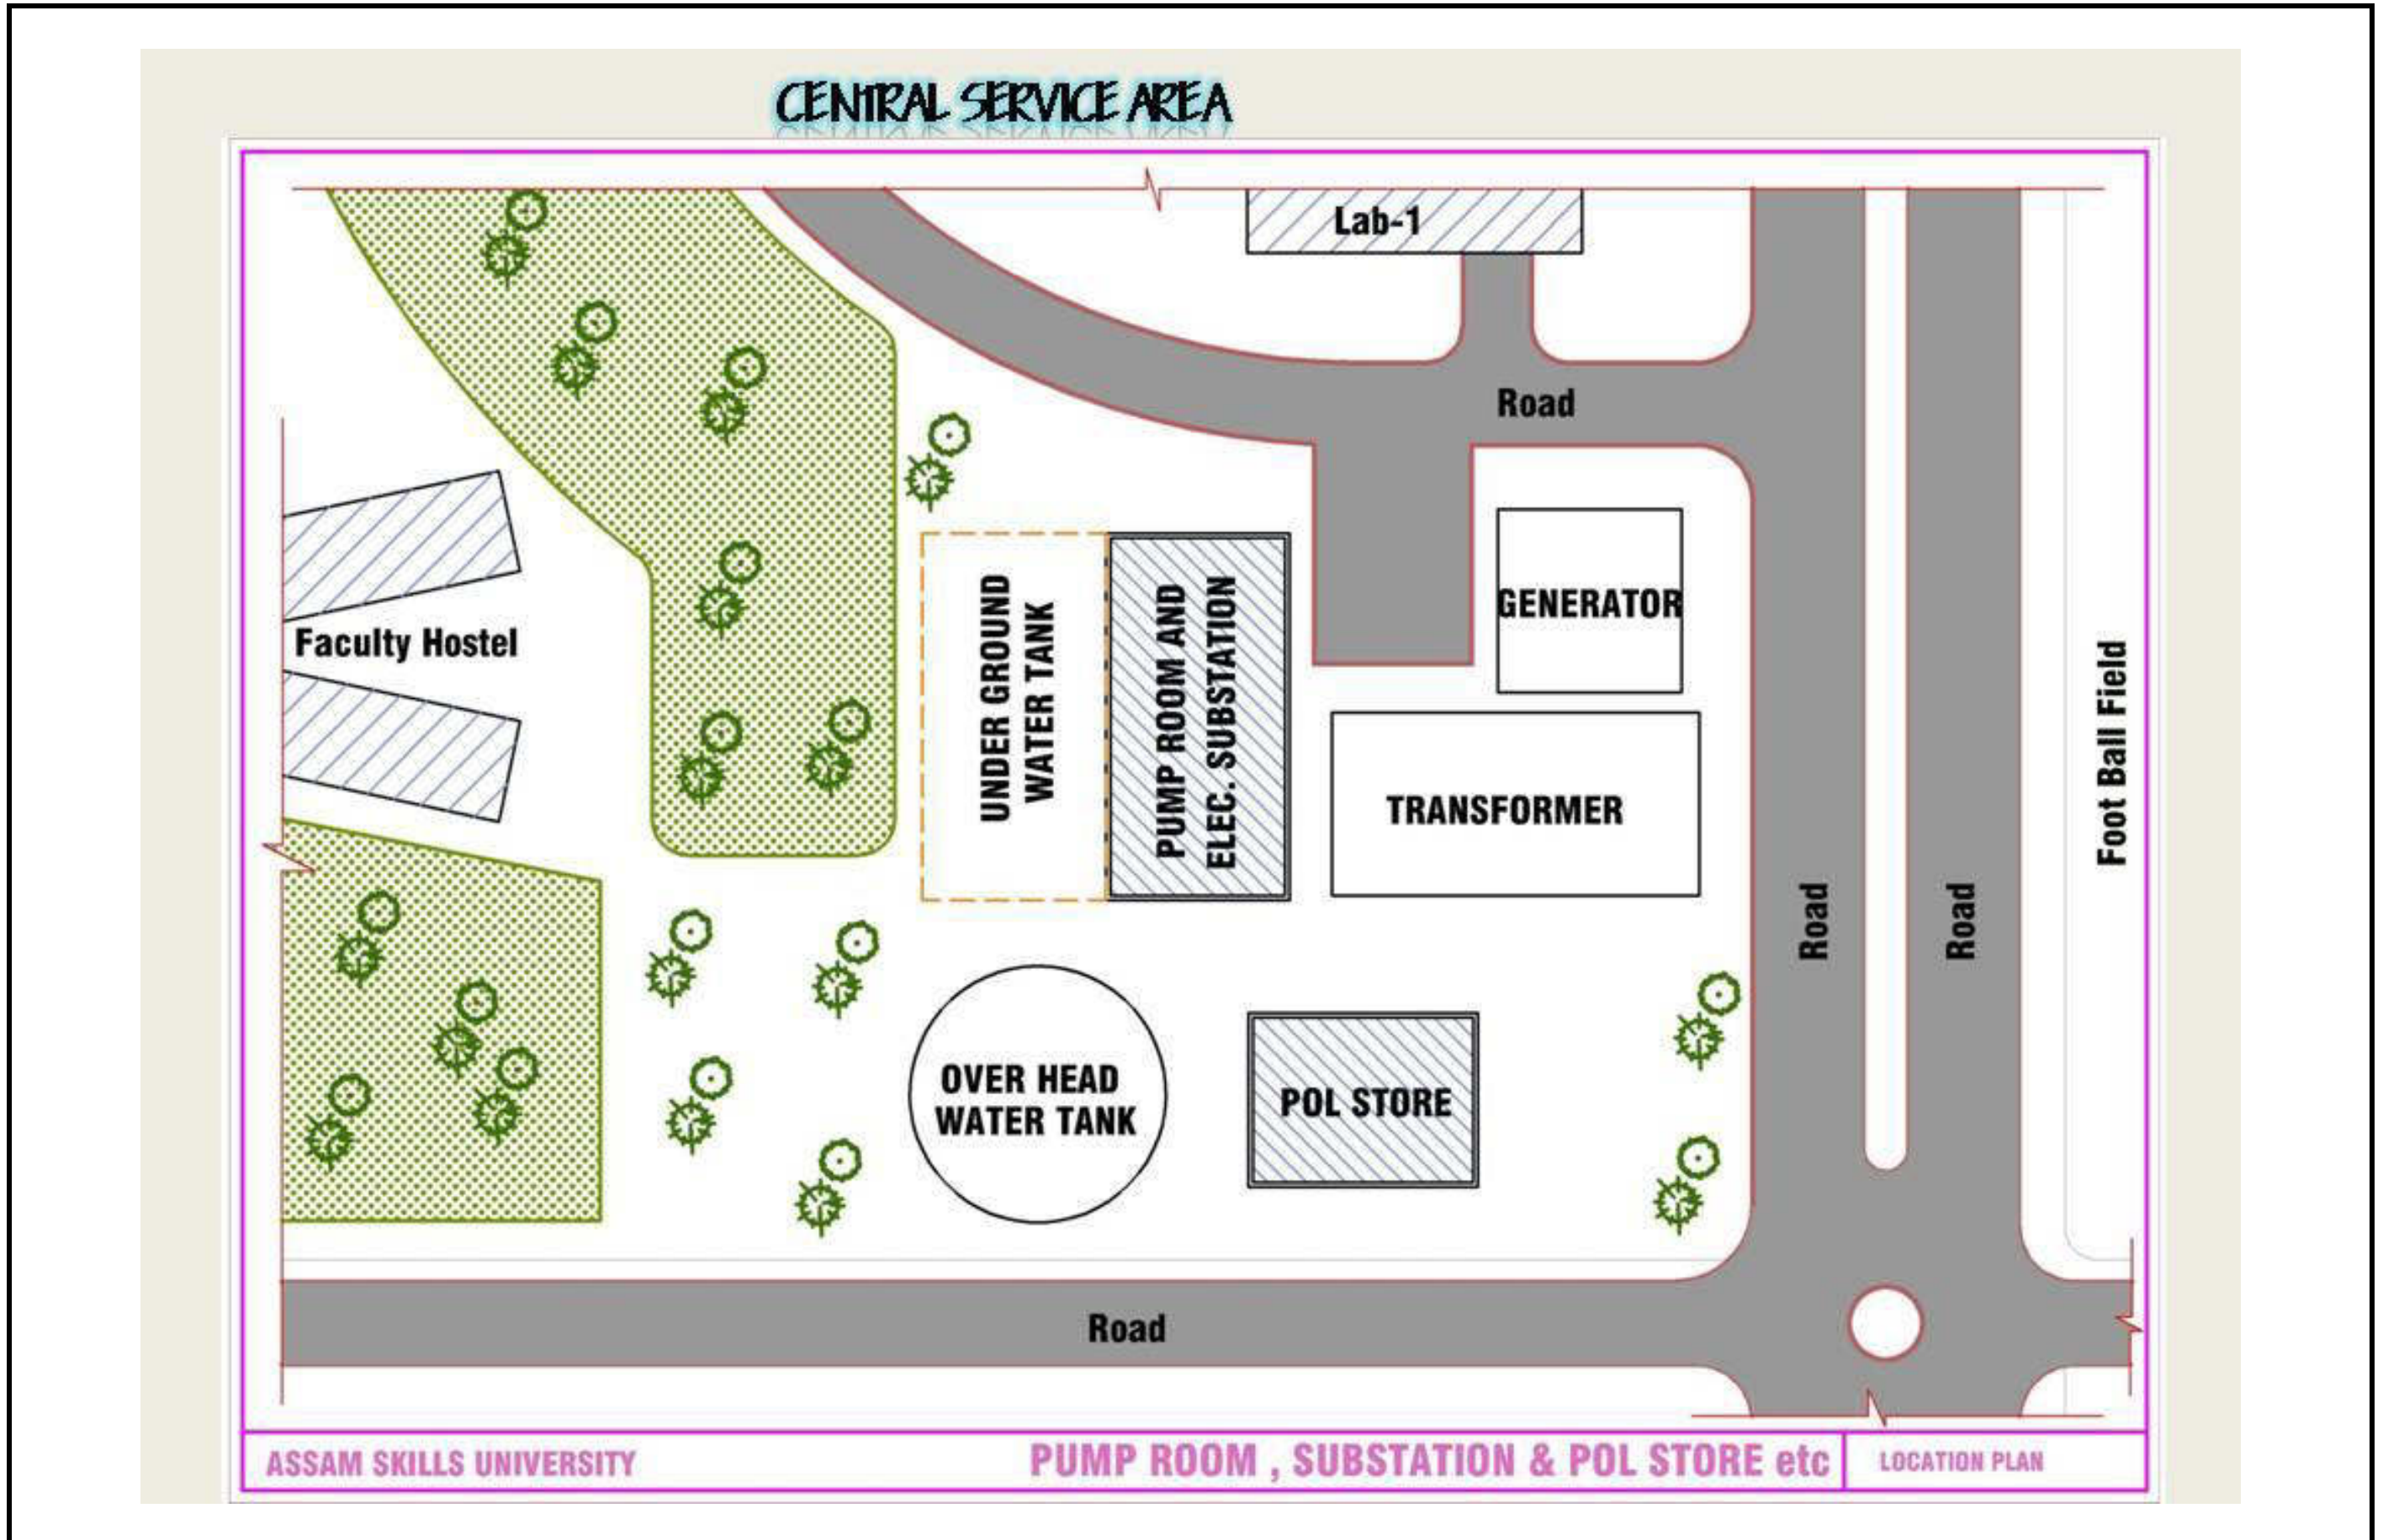 CENTRAL SERVICE AREA
Lab-1
Road
GENERATOR
UNDER GROUND
WATER TANK
PUMP ROOM AND
ELEC. SUBSTATION
Faculty Hostel
TRANSFORMER
Foot Ball Field
Road
Road
OVER HEAD
WATER TANK
POL STORE
Road
ASSAM SKILLS UNIVERSITY
PUMP ROOM , SUBSTATION & POL STORE etc
LOCATION PLAN